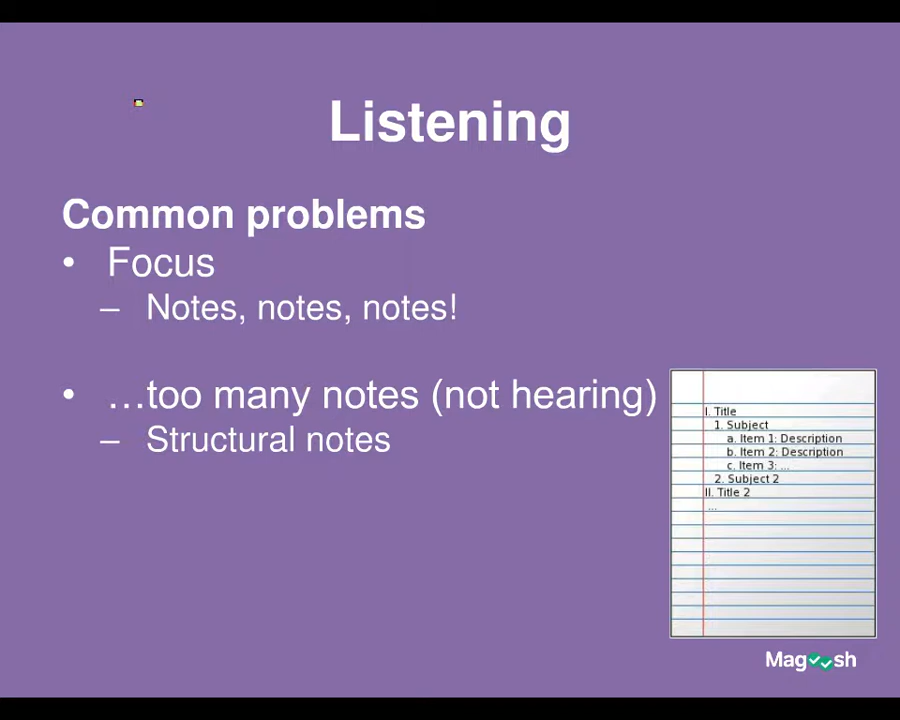 Listening
Common problems
• Focus
– Notes, notes, notes!
• …too many notes (not hearing)
– Structural notes
I. Title
1. Subject
a. Item 1: Description
b. Item 2: Description
c. Item 3: ...
2. Subject 2
II. Title 2
...
Magoosh